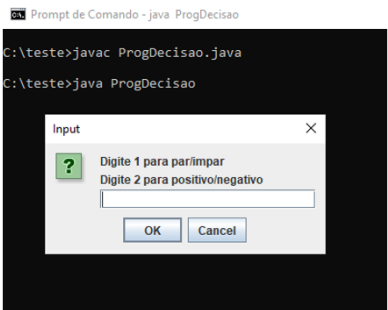 Prompt de Comando - java ProgDecisao
C:\teste>javac ProgDecisao.java
C:\teste>java ProgDecisao
Input
Digite 1 para par/impar
Digite 2 para positivo/negativo
OK Cancel